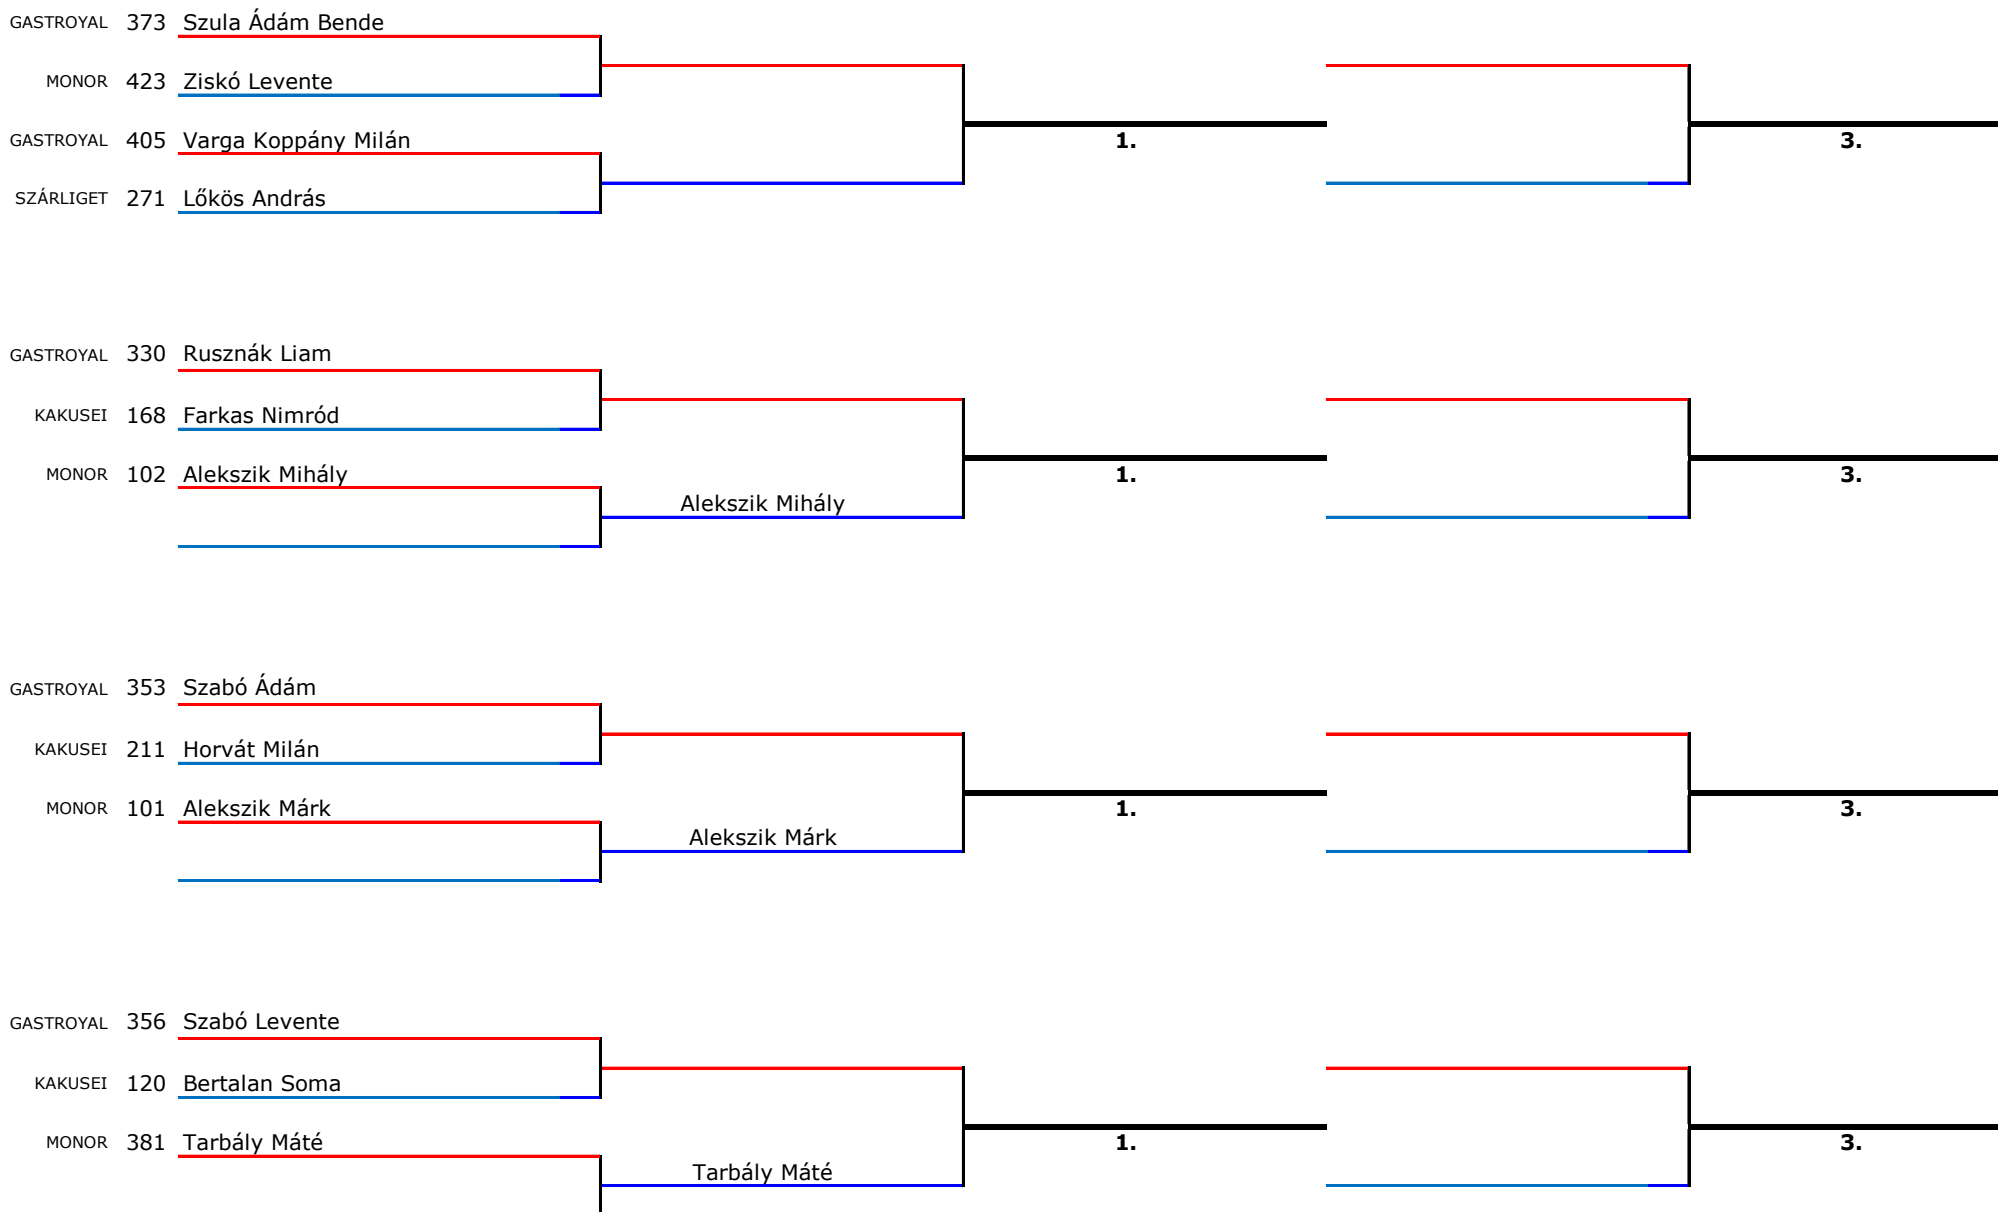 GASTROYAL 373 Szula Ádám Bende
MONOR 423 Ziskó Levente
GASTROYAL 405 Varga Koppány Milán
1.
3.
SZÁRLIGET 271 Lőkös András
GASTROYAL 330 Rusznák Liam
KAKUSEI 168 Farkas Nimród
MONOR 102 Alekszik Mihály
1.
3.
Alekszik Mihály
GASTROYAL 353 Szabó Ádám
KAKUSEI 211 Horvát Milán
MONOR 101 Alekszik Márk
1.
3.
Alekszik Márk
GASTROYAL 356 Szabó Levente
KAKUSEI 120 Bertalan Soma
MONOR 381 Tarbály Máté
1.
3.
Tarbály Máté